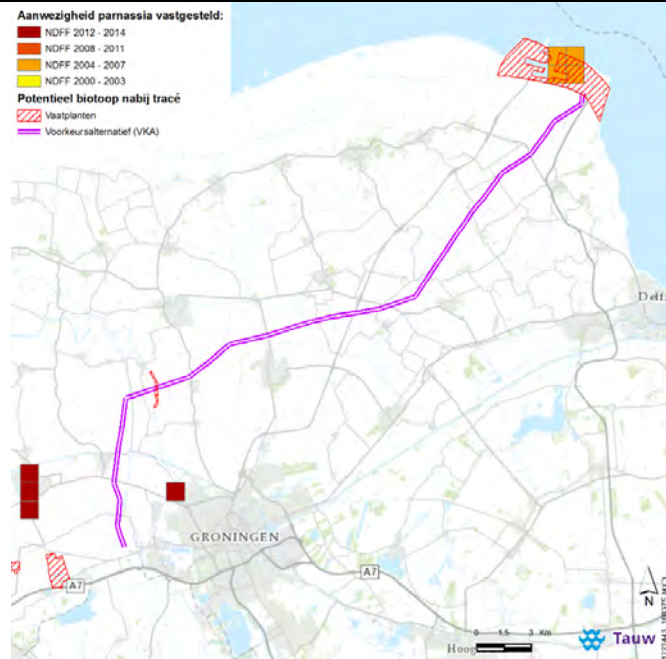 Aanwezigheid parnassia vastgesteld:
NDFF 2012 - 2014
NDFF 2008 - 2011
NDFF 2004 - 2007
NDFF 2000 - 2003
Potentieel biotoop nabij tracé
Vaatplanten
Voorkeursalternatief (VKA)
Delf
GRONINGEN
A7
A7
N
0 1.5 3 Km
Hoog
Tauw